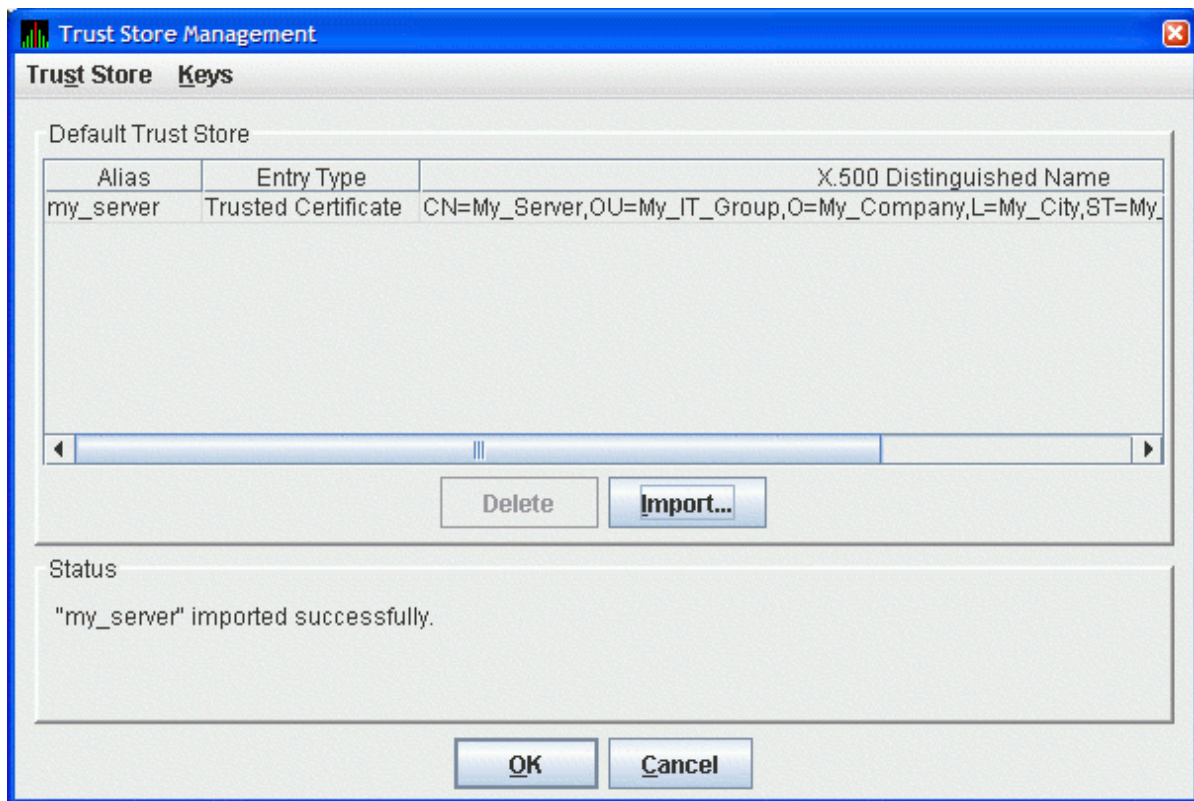 Trust Store Management
Trust Store Keys
Default Trust Store
Alias Entry Type X.500 Distinguished Name
my_server Trusted Certificate CN=My_Server,OU=My_IT_Group,O=My_Company,L=My_City,ST=My_
Delete Import...
Status
"my_server" imported successfully.
OK Cancel